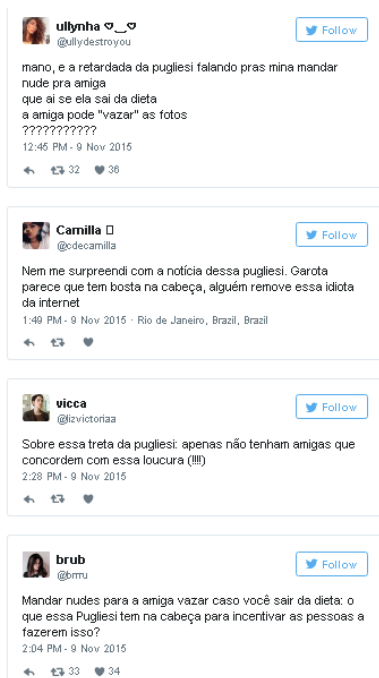 ullynha ♡‿♡
Follow
@ullydestroyou
mano, e a retardada da pugliesi falando pras mina mandar
nude pra amiga
que ai se ela sai da dieta
a amiga pode "vazar" as fotos
???????????
12:45 PM - 9 Nov 2015
32 36
Camilla
Follow
@cdecamilla
Nem me surpreendi com a notícia dessa pugliesi. Garota
parece que tem bosta na cabeça, alguém remove essa idiota
da internet
1:49 PM - 9 Nov 2015 · Rio de Janeiro, Brazil, Brazil
vicca
Follow
@lizvictoriaa
Sobre essa treta da pugliesi: apenas não tenham amigas que
concordem com essa loucura (!!!!)
2:28 PM - 9 Nov 2015
brub
Follow
@brrru
Mandar nudes para a amiga vazar caso você sair da dieta: o
que essa Pugliesi tem na cabeça para incentivar as pessoas a
fazerem isso?
2:04 PM - 9 Nov 2015
33 34